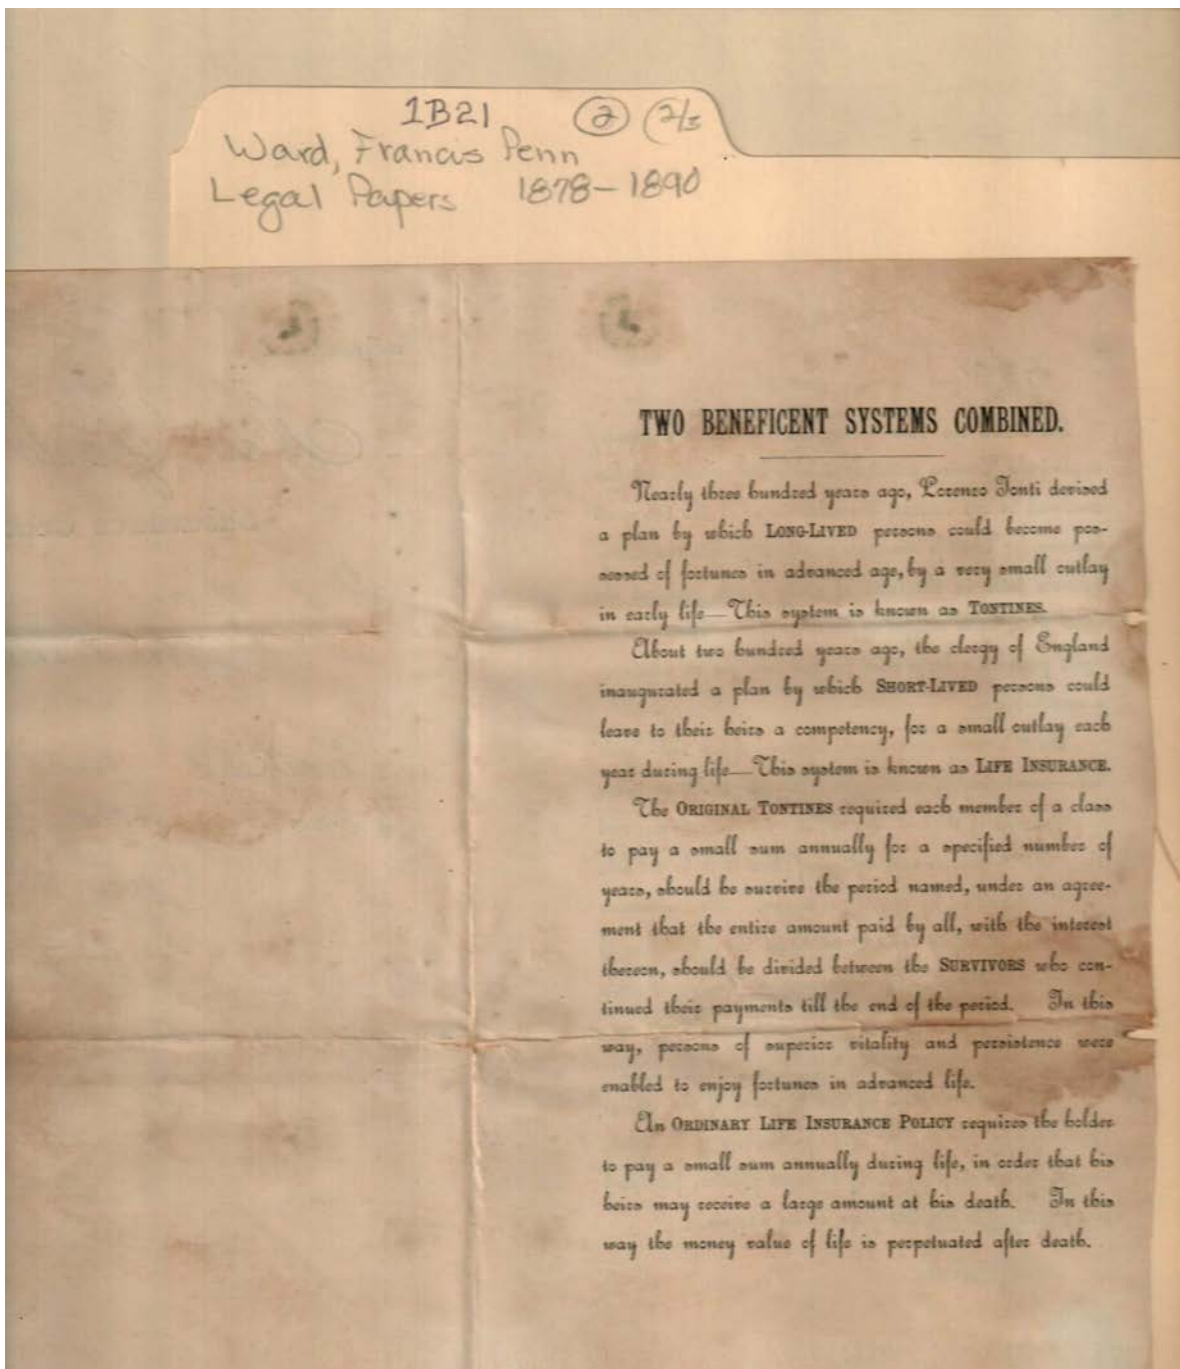 1B21 2 (2/3
Ward, Francis Penn
Legal Papers 1878-1890
TWO BENEFICENT SYSTEMS COMBINED.
Nearly three hundred years ago, Lorenzo Tonti devised
a plan by which LONG-LIVED persons could become pos-
sessed of fortunes in advanced age, by a very small outlay
in early life—This system is known as TONTINES.
About two hundred years ago, the clergy of England
inaugurated a plan by which SHORT-LIVED persons could
leave to their heirs a competency, for a small outlay each
year during life—This system is known as LIFE INSURANCE.
The ORIGINAL TONTINES required each member of a class
to pay a small sum annually for a specified number of
years, should he survive the period named, under an agree-
ment that the entire amount paid by all, with the interest
thereon, should be divided between the SURVIVORS who con-
tinued their payments till the end of the period. In this
way, persons of superior vitality and persistence were
enabled to enjoy fortunes in advanced life.
An ORDINARY LIFE INSURANCE POLICY requires the holder
to pay a small sum annually during life, in order that his
heirs may receive a large amount at his death. In this
way the money value of life is perpetuated after death.